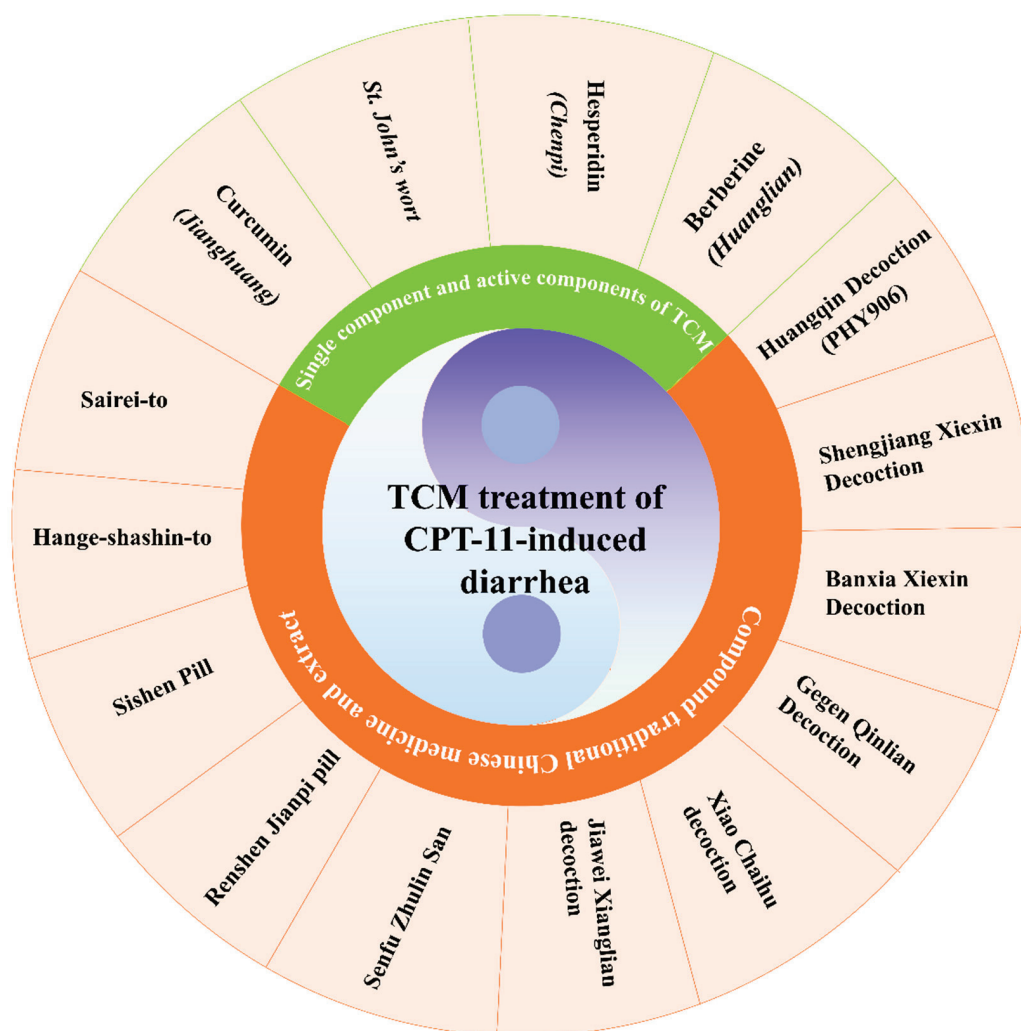 TCM treatment of
CPT-11-induced
diarrhea
Single component and active components of TCM
Curcumin
(Jianghuang)
St. John's wort
Hesperidin
(Chenpi)
Berberine
(Huanglian)
Compound traditional Chinese medicine and extract
Huangqin Decoction
(PHY906)
Shengjiang Xiexin
Decoction
Banxia Xiexin
Decoction
Gegen Qinlian
Decoction
Xiao Chaihu
decoction
Jiawei Xianglian
decoction
Senfu Zhulin San
Renshen Jianpi pill
Sishen Pill
Hange-shashin-to
Sairei-to